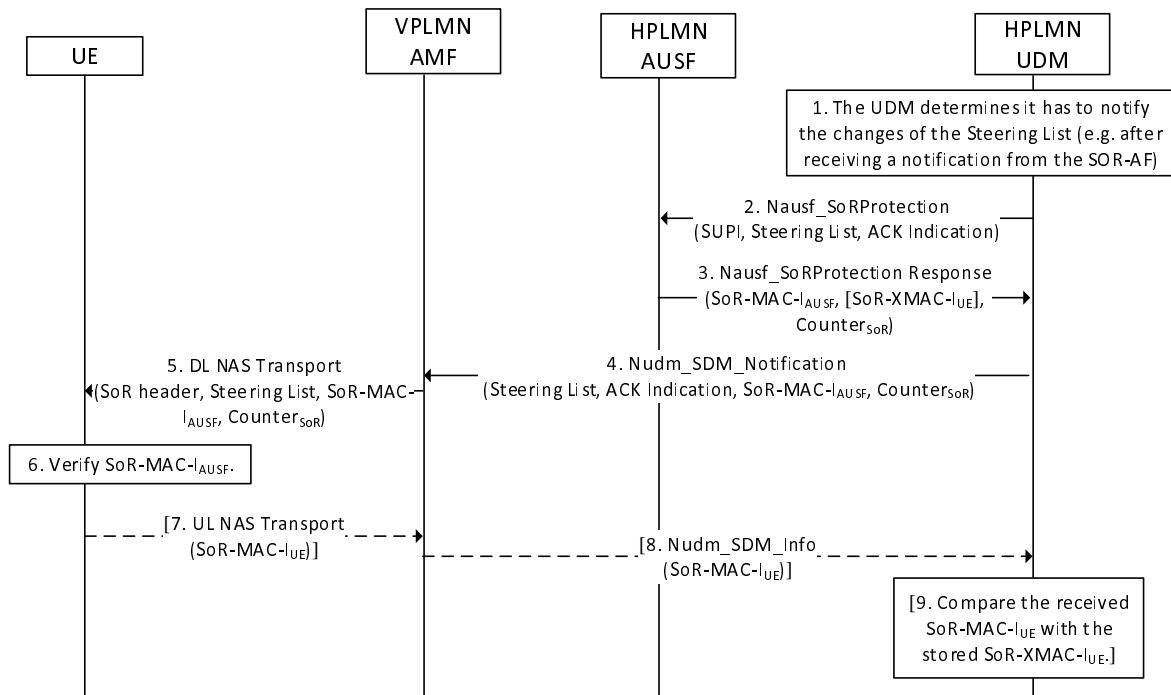 UE
VPLMN
AMF
HPLMN
AUSF
HPLMN
UDM
1. The UDM determines it has to notify
the changes of the Steering List (e.g. after
receiving a notification from the SOR-AF)
2. Nausf_SoRProtection
(SUPI, Steering List, ACK Indication)
3. Nausf_SoRProtection Response
(SoR-MAC-IAUSF, [SoR-XMAC-IUE],
CounterSoR)
4. Nudm_SDM_Notification
(Steering List, ACK Indication, SoR-MAC-IAUSF, CounterSoR)
5. DL NAS Transport
(SoR header, Steering List, SoR-MAC-
IAUSF, CounterSoR)
6. Verify SoR-MAC-IAUSF.
[7. UL NAS Transport
(SoR-MAC-IUE)]
[8. Nudm_SDM_Info
(SoR-MAC-IUE)]
[9. Compare the received
SoR-MAC-IUE with the
stored SoR-XMAC-IUE.]